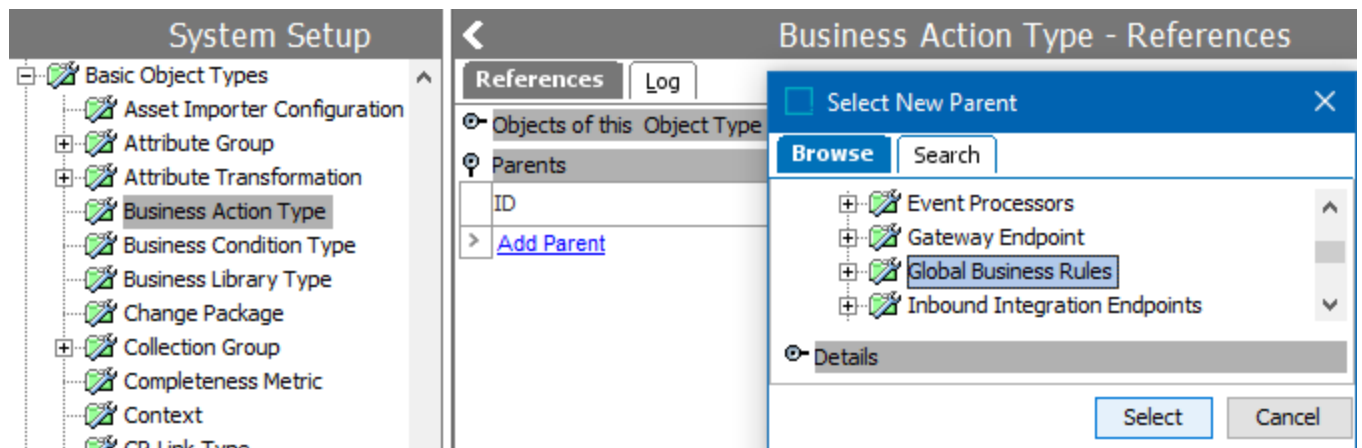 System Setup
Basic Object Types
Asset Importer Configuration
Attribute Group
Attribute Transformation
Business Action Type
Business Condition Type
Business Library Type
Change Package
Collection Group
Completeness Metric
Context
CP Link Type
Business Action Type - References
References
Log
Objects of this Object Type
Parents
ID
> Add Parent
Select New Parent
Browse
Search
Event Processors
Gateway Endpoint
Global Business Rules
Inbound Integration Endpoints
Details
Select
Cancel